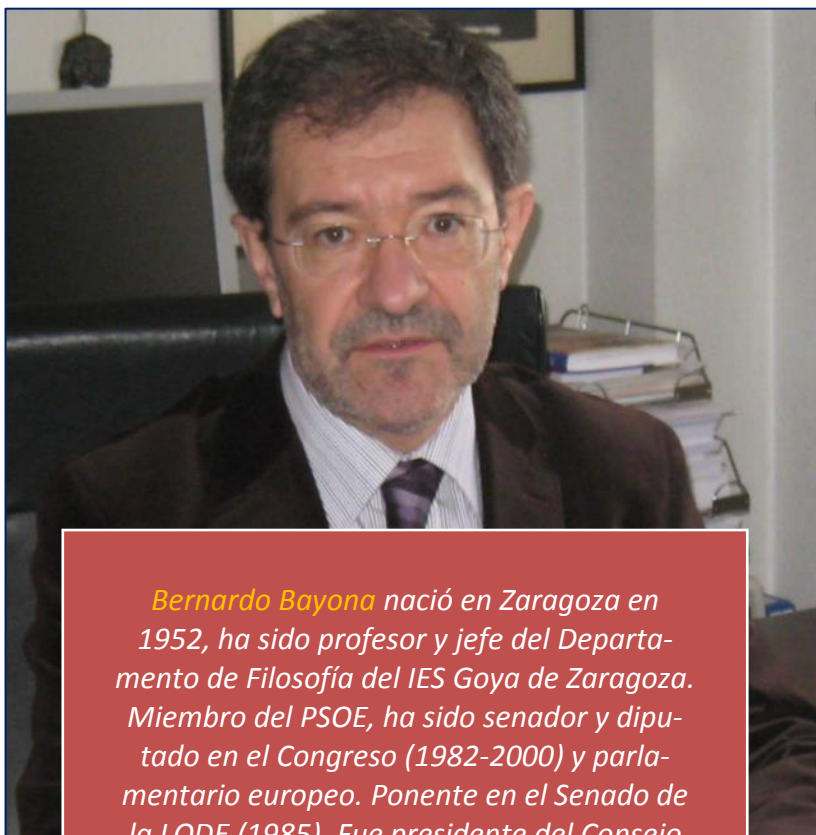 Bernardo Bayona nació en Zaragoza en
1952, ha sido profesor y jefe del Departa-
mento de Filosofía del IES Goya de Zaragoza.
Miembro del PSOE, ha sido senador y dipu-
tado en el Congreso (1982-2000) y parla-
mentario europeo. Ponente en el Senado de
la LODE (1985). Fue presidente del Consejo